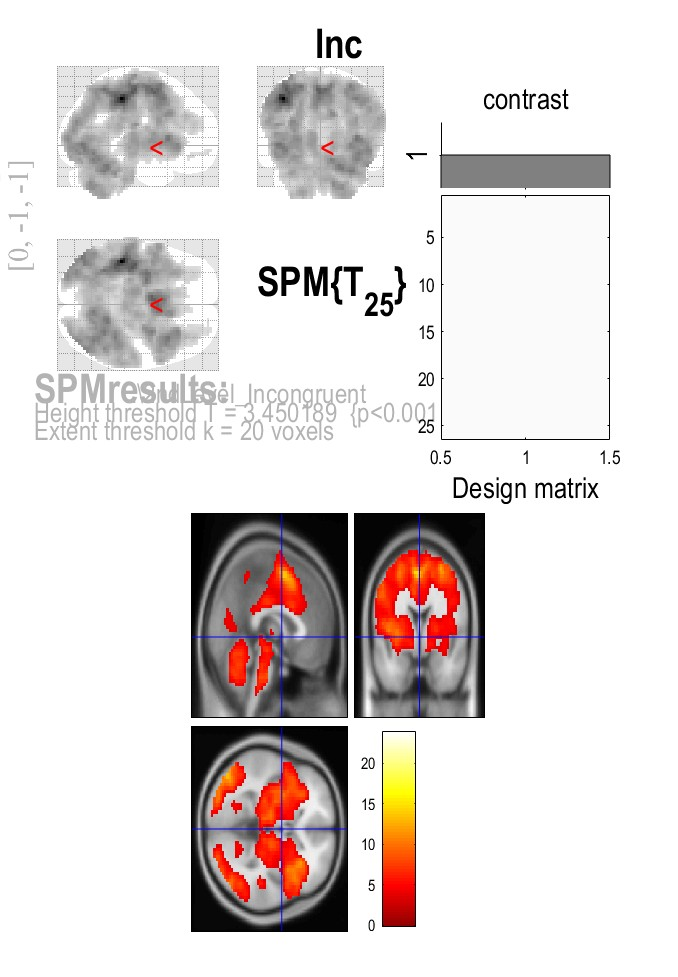 Inc
contrast
1
[0, -1, -1]
<
<
<
SPM{T25}
SPMresults:
Level_Incongruent
Height threshold T = 3.450189 {p<0.001
Extent threshold k = 20 voxels
5
10
15
20
25
0.5 1 1.5
Design matrix
20
15
10
5
0